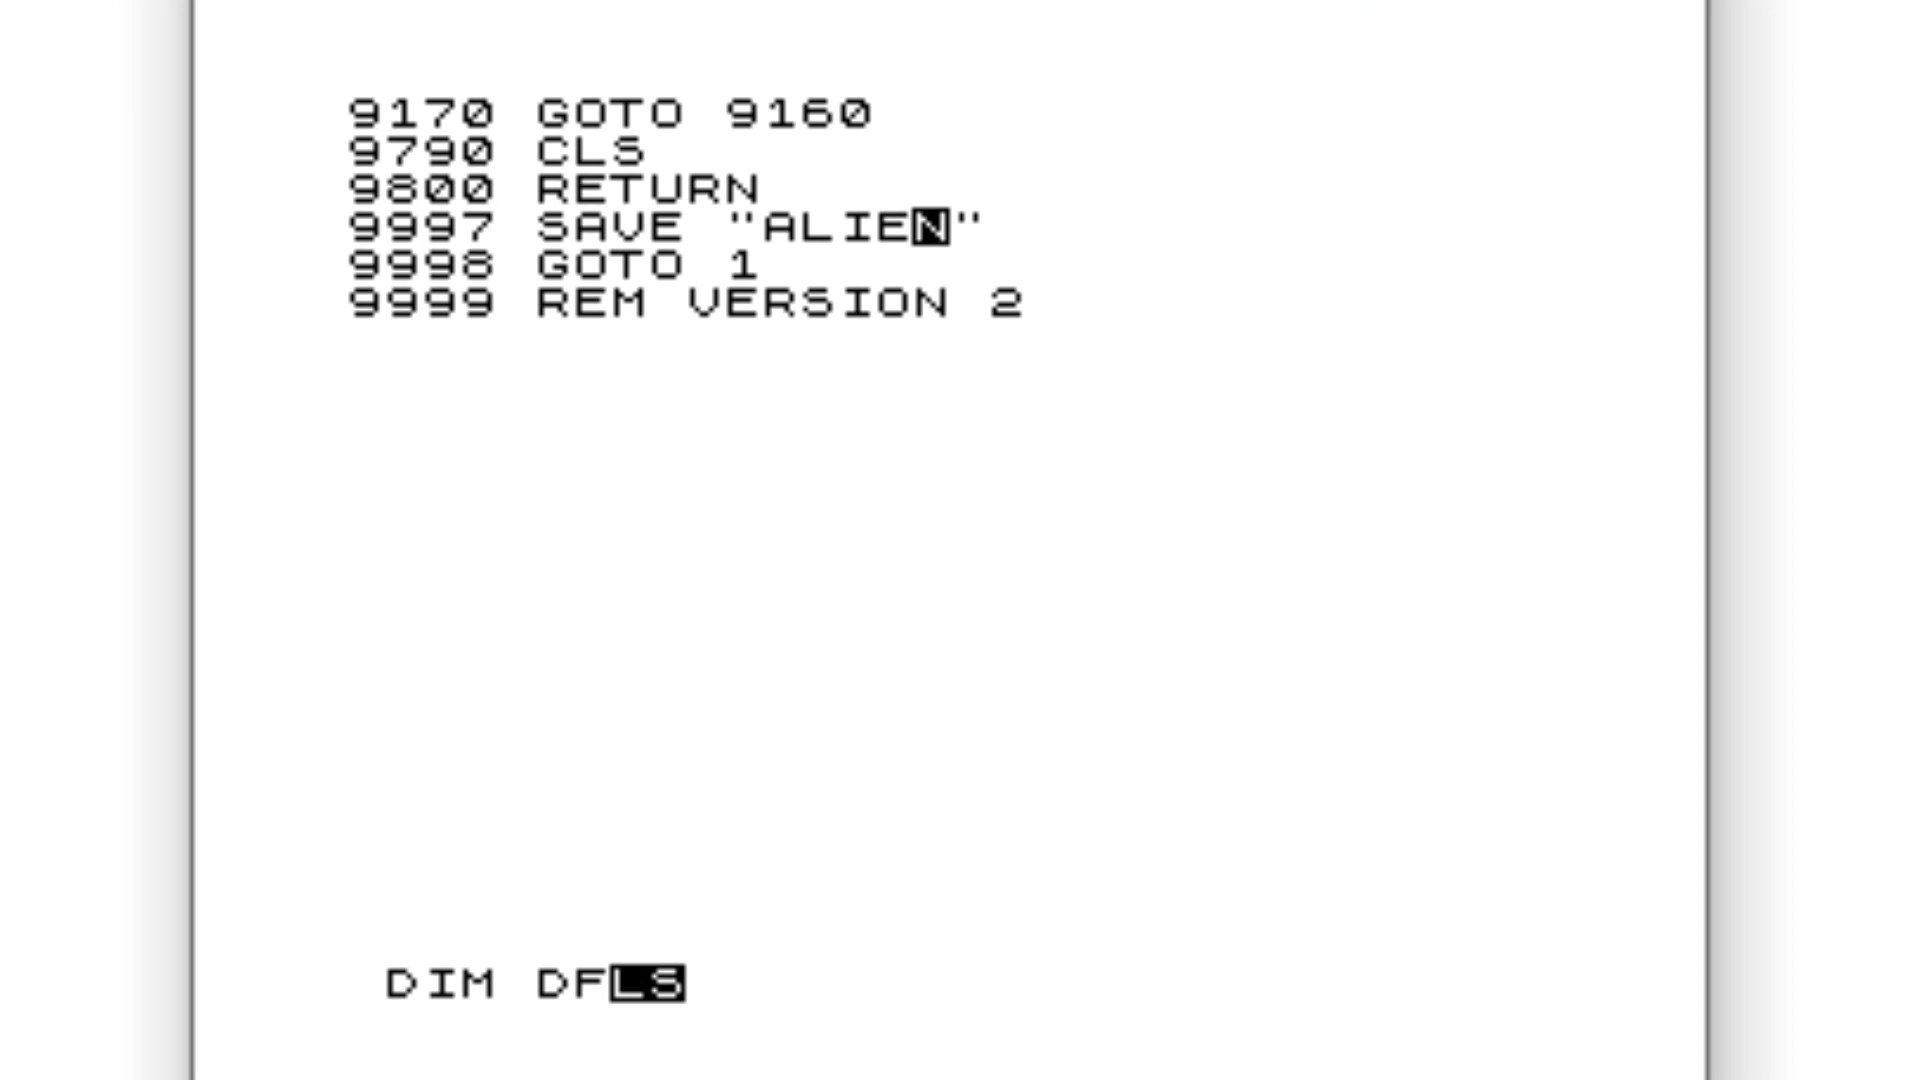 9170 GOTO 9160
9790 CLS
9800 RETURN
9997 SAVE "ALIEN"
9998 GOTO 1
9999 REM VERSION 2
DIM DFLS